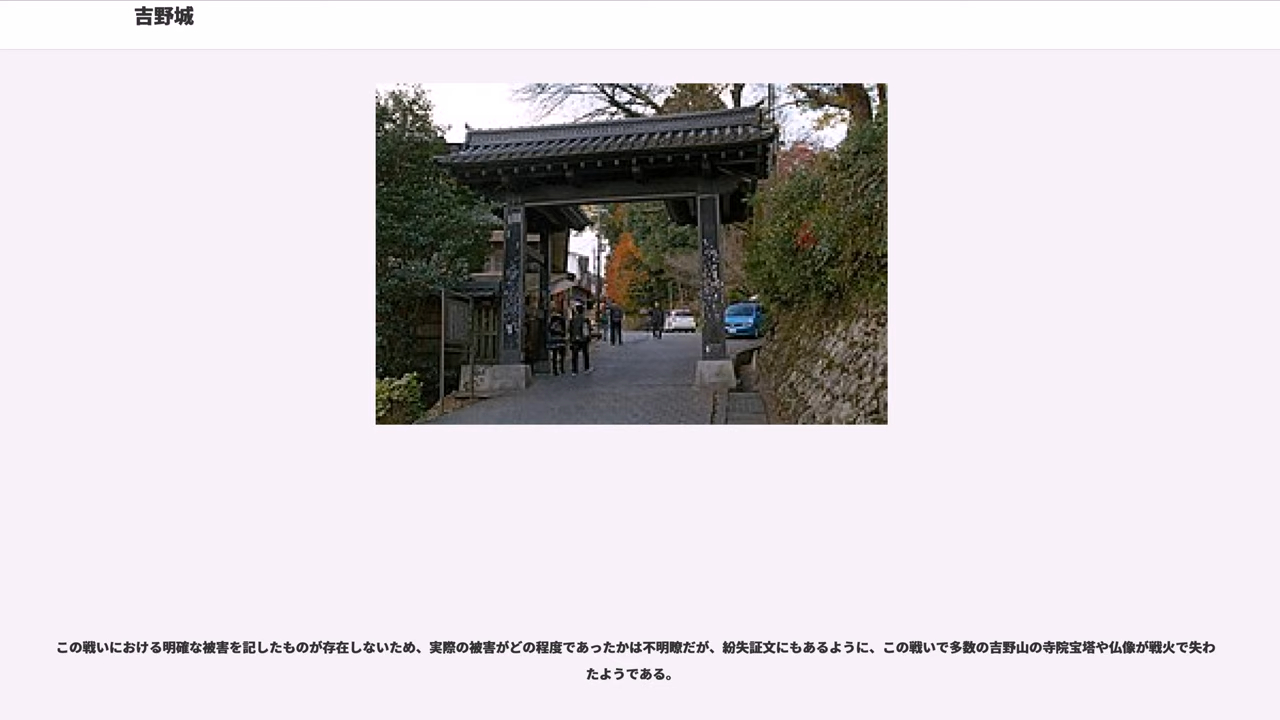 吉野城
この戦いにおける明確な被害を記したものが存在しないため、実際の被害がどの程度であったかは不明瞭だが、紛失証文にもあるように、この戦いで多数の吉野山の寺院宝塔や仏像が戦火で失わ
たようである。